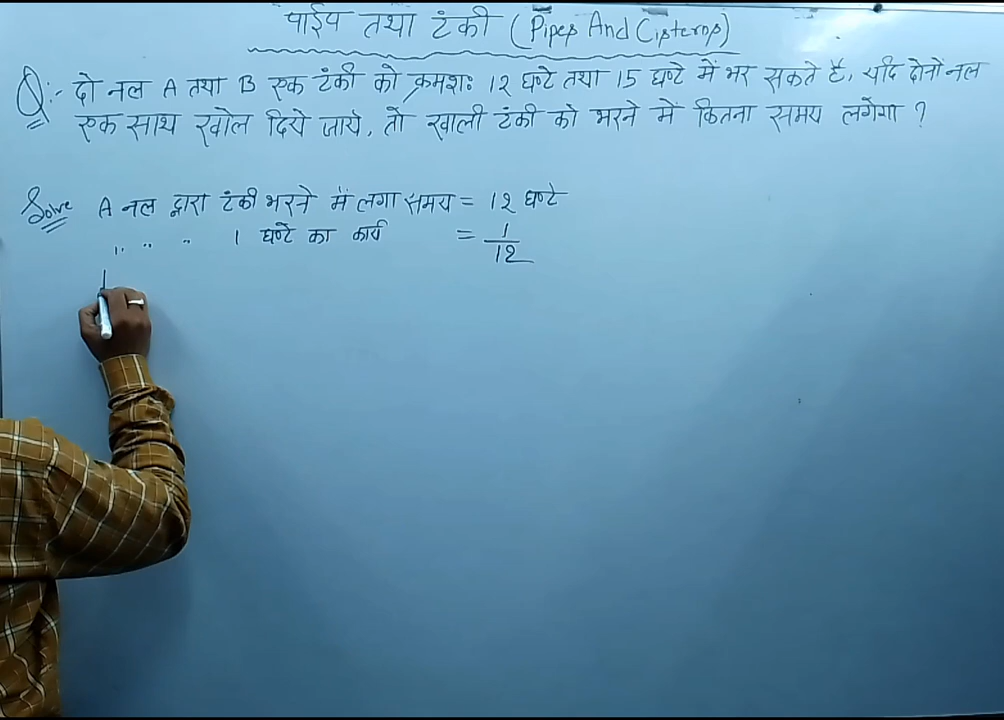 पाईप तथा टंकी (Pipes And Cisterns)
Q:- दो नल A तथा B एक टंकी को क्रमशः 12 घण्टे तथा 15 घण्टे में भर सकते है, यदि दोनों नल
एक साथ खोल दिये जाये, तो खाली टंकी को भरने मे कितना समय लगेगा ?
Solve A नल द्वारा टंकी भरने में लगा समय = 12 घण्टे
" " " 1 घण्टे का कार्य = 1/12